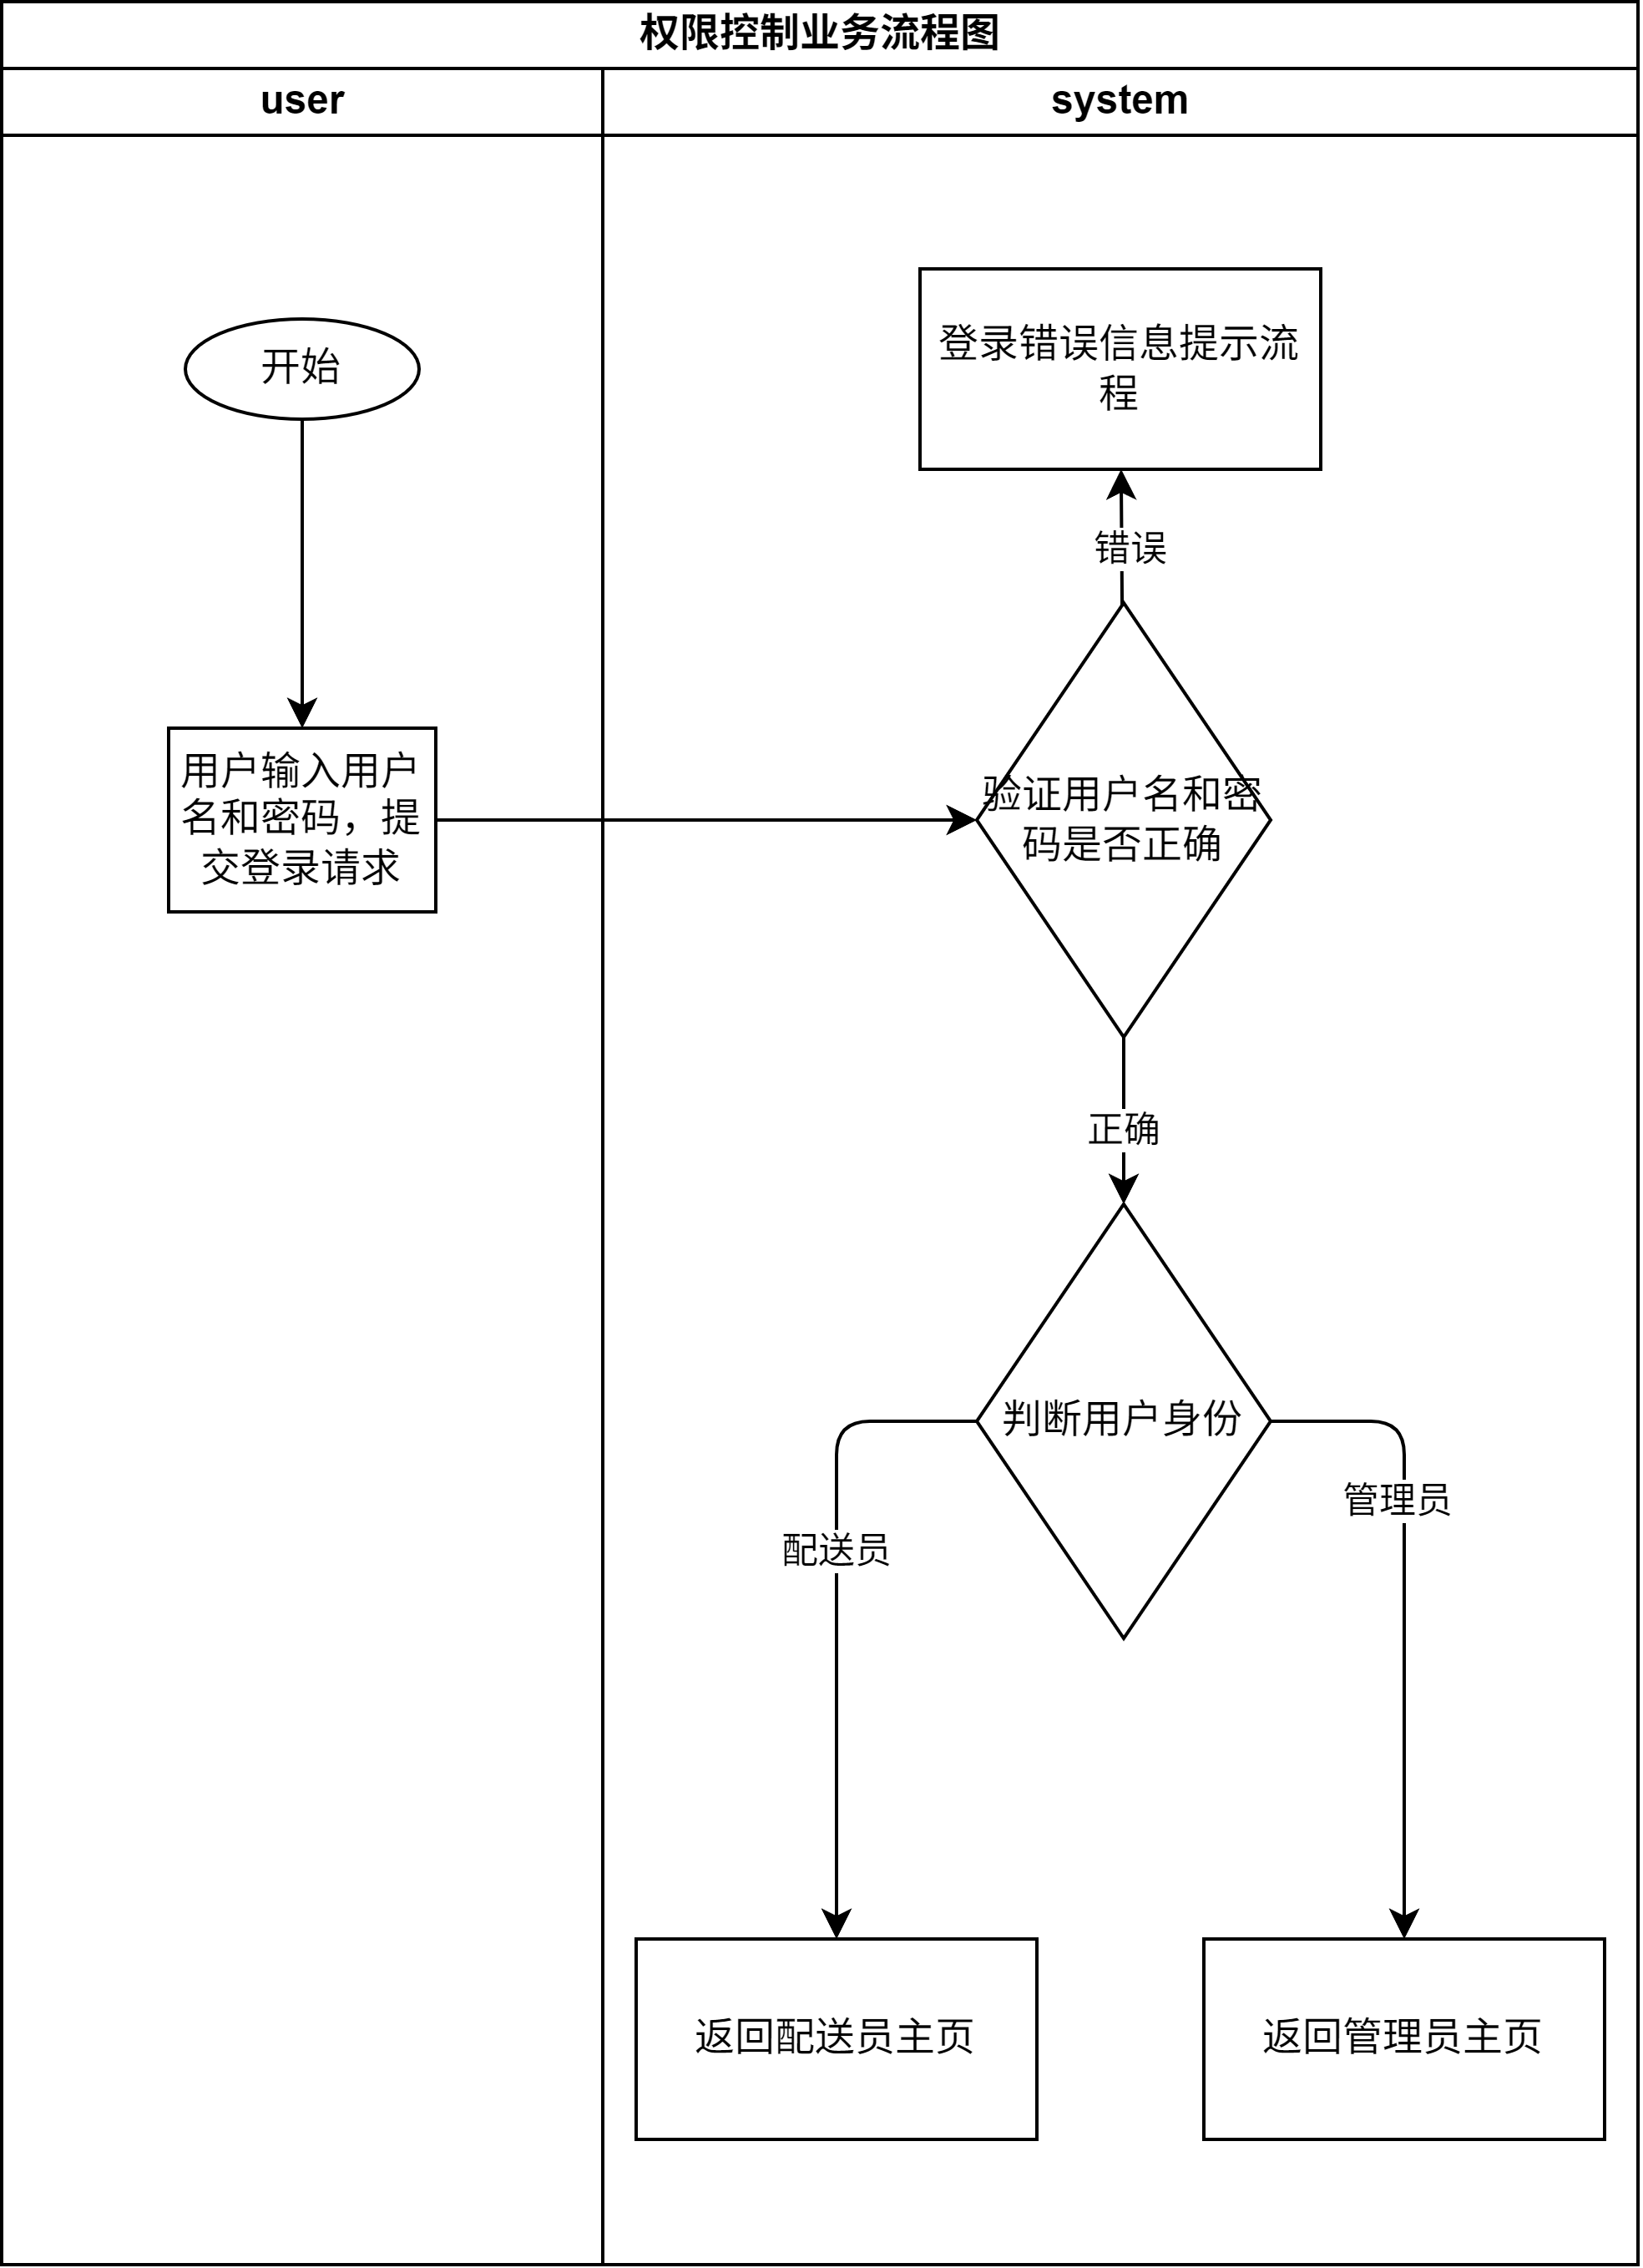 权限控制业务流程图
user
system
开始
登录错误信息提示流
程
错误
用户输入用户
名和密码，提
交登录请求
验证用户名和密
码是否正确
正确
判断用户身份
管理员
配送员
返回配送员主页
返回管理员主页